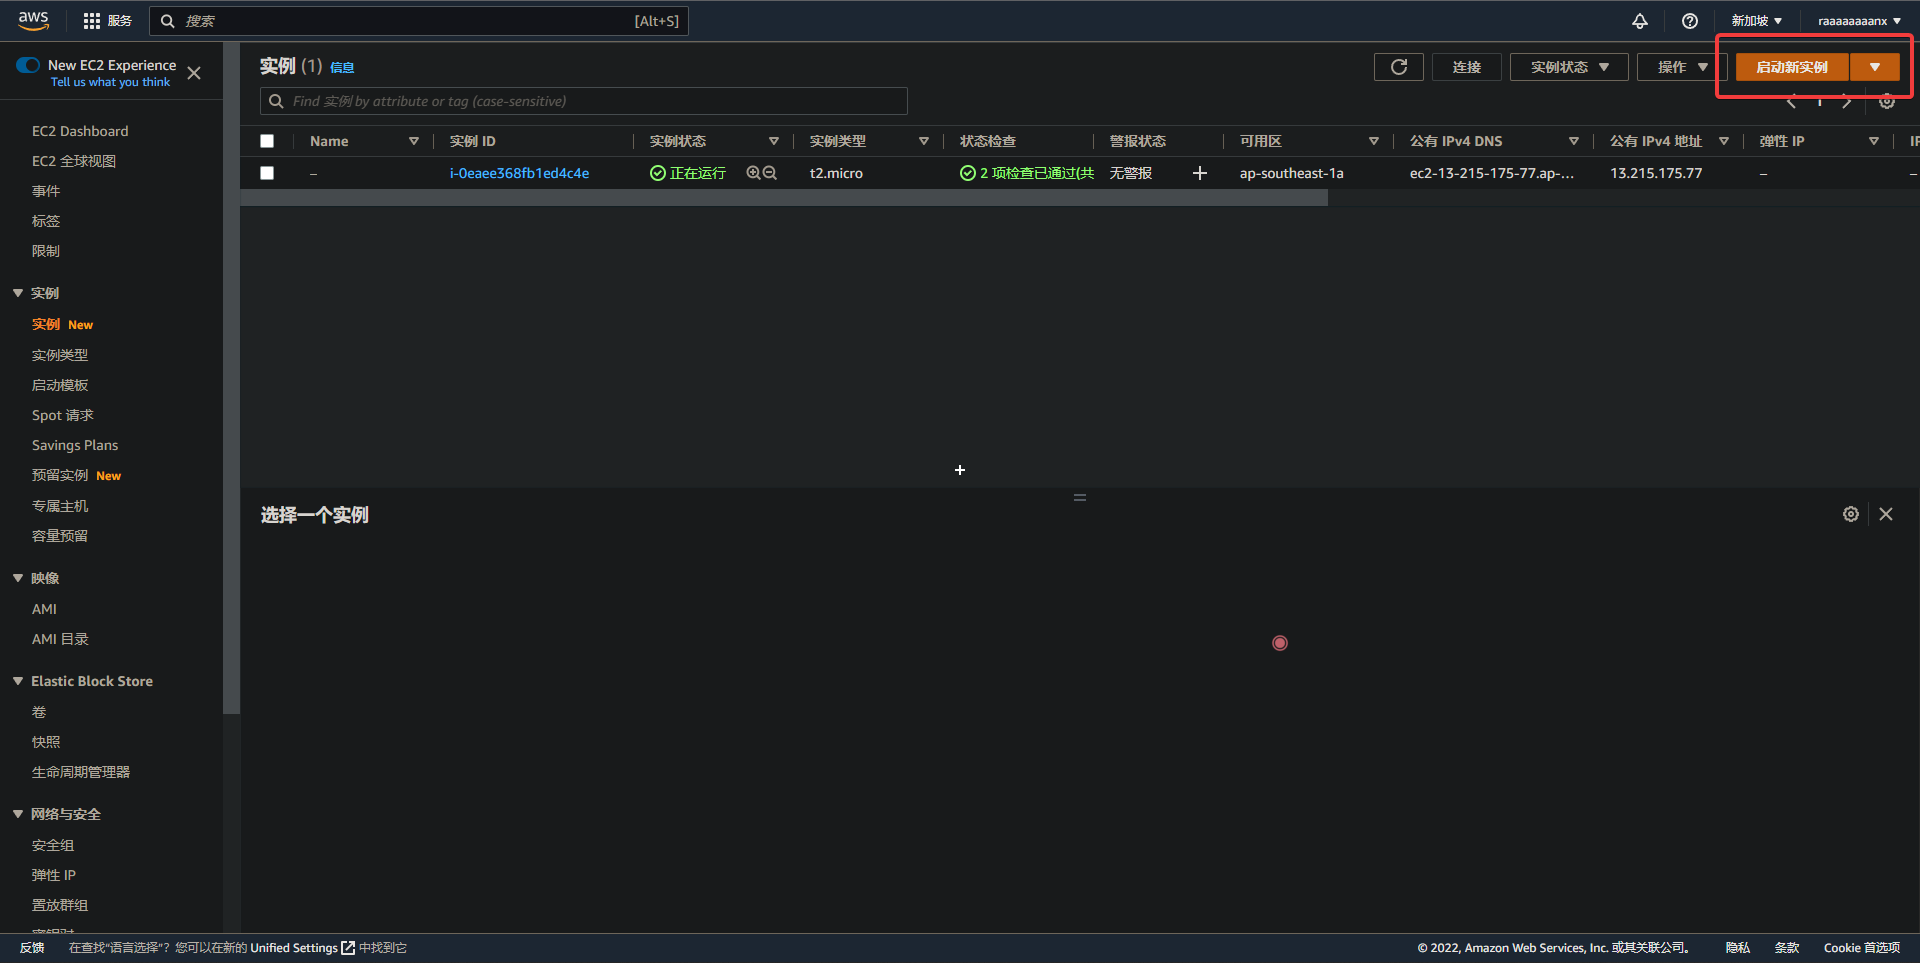 aws
服务
搜索
[Alt+S]
新加坡
raaaaaaaanx
New EC2 Experience
Tell us what you think
EC2 Dashboard
EC2 全球视图
事件
标签
限制
实例
实例 New
实例类型
启动模板
Spot 请求
Savings Plans
预留实例 New
专属主机
容量预留
映像
AMI
AMI 目录
Elastic Block Store
卷
快照
生命周期管理器
网络与安全
安全组
弹性 IP
置放群组
实例 (1) 信息
连接
实例状态
操作
启动新实例
Find 实例 by attribute or tag (case-sensitive)
1
Name
实例 ID
实例状态
实例类型
状态检查
警报状态
可用区
公有 IPv4 DNS
公有 IPv4 地址
弹性 IP
–
i-0eaee368fb1ed4c4e
正在运行
t2.micro
2 项检查已通过(共
无警报
ap-southeast-1a
ec2-13-215-175-77.ap-...
13.215.175.77
–
–
选择一个实例
反馈
在查找"语言选择"? 您可以在新的 Unified Settings 中找到它
© 2022, Amazon Web Services, Inc. 或其关联公司。
隐私
条款
Cookie 首选项